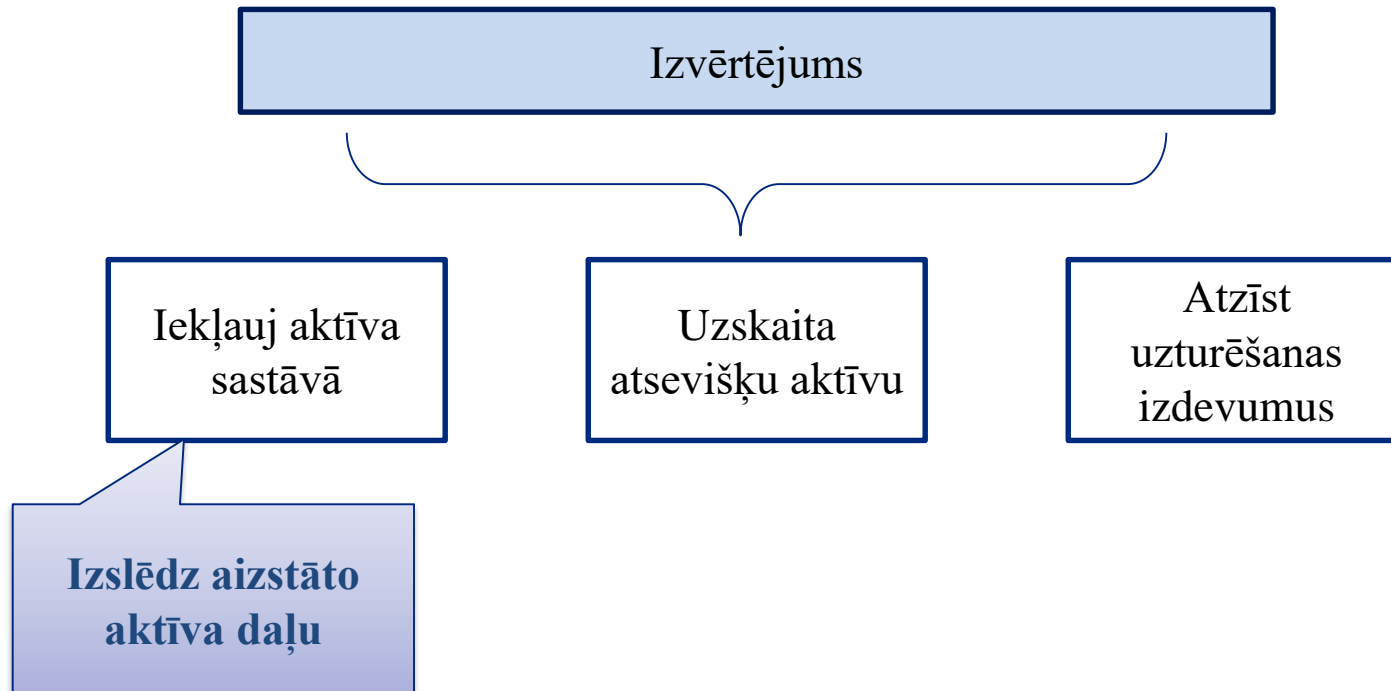 Izvērtējums
Iekļauj aktīva
sastāvā
Uzskaita
atsevišķu aktīvu
Atzīst
uzturēšanas
izdevumus
Izslēdz aizstāto
aktīva daļu